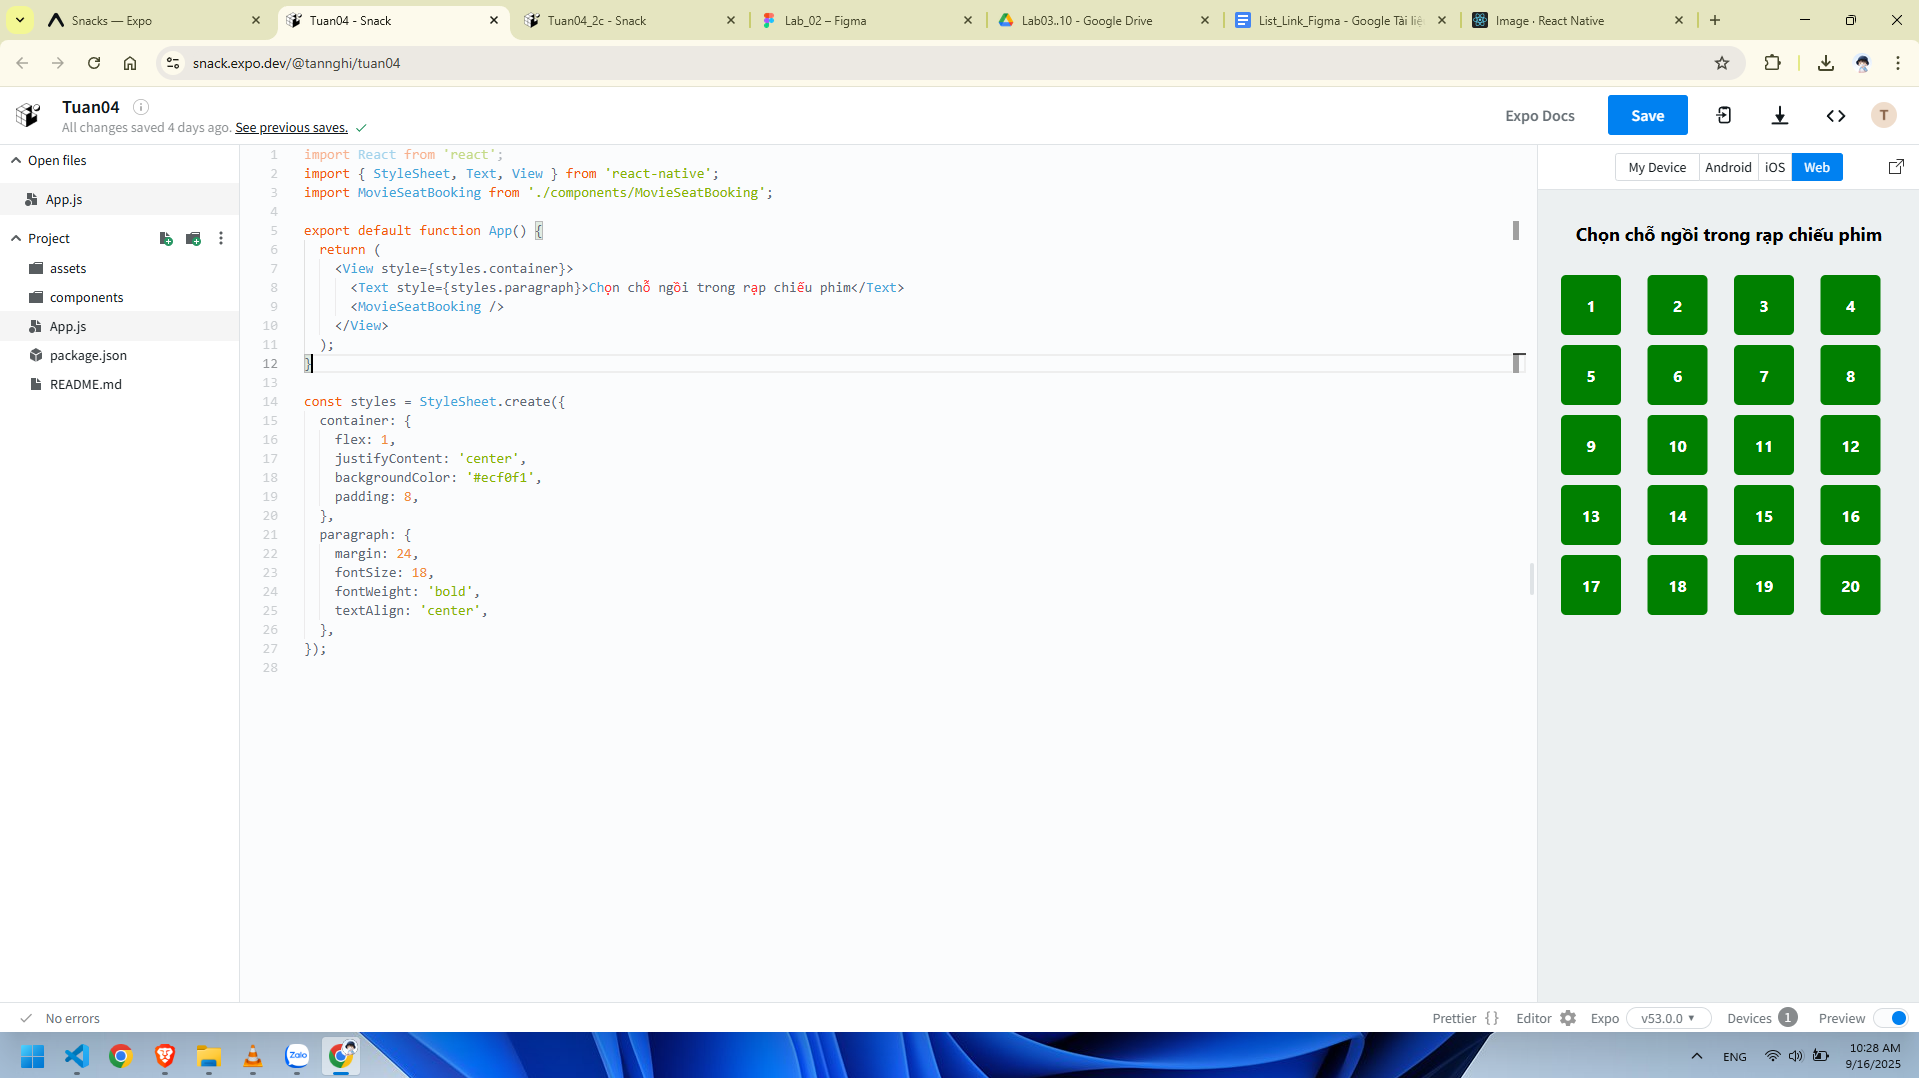 Snacks — Expo
Tuan04 - Snack
Tuan04_2c - Snack
Lab_02 – Figma
Lab03..10 - Google Drive
List_Link_Figma - Google Tài liệu
Image · React Native
snack.expo.dev/@tannghi/tuan04
Tuan04
All changes saved 4 days ago. See previous saves.
Expo Docs
Save
T
Open files
App.js
Project
assets
components
App.js
package.json
README.md
1 import React from 'react';
2 import { StyleSheet, Text, View } from 'react-native';
3 import MovieSeatBooking from './components/MovieSeatBooking';
4
5 export default function App() {
6 return (
7 <View style={styles.container}>
8 <Text style={styles.paragraph}>Chọn chỗ ngồi trong rạp chiếu phim</Text>
9 <MovieSeatBooking />
10 </View>
11 );
12 }
13
14 const styles = StyleSheet.create({
15 container: {
16 flex: 1,
17 justifyContent: 'center',
18 backgroundColor: '#ecf0f1',
19 padding: 8,
20 },
21 paragraph: {
22 margin: 24,
23 fontSize: 18,
24 fontWeight: 'bold',
25 textAlign: 'center',
26 },
27 });
28
My Device Android iOS Web
Chọn chỗ ngồi trong rạp chiếu phim
1 2 3 4
5 6 7 8
9 10 11 12
13 14 15 16
17 18 19 20
No errors
Prettier { } Editor Expo v53.0.0 Devices 1 Preview
Zalo
ENG
10:28 AM
9/16/2025